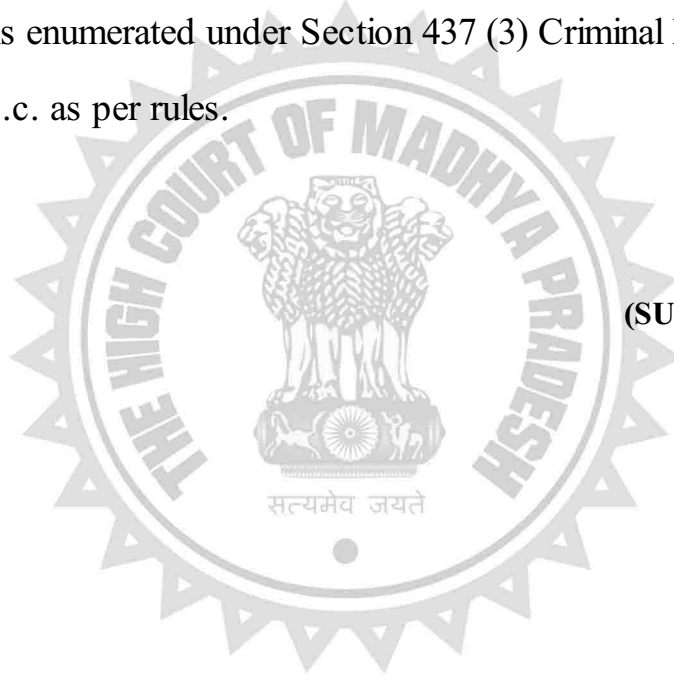 is enumerated under Section 437 (3) Criminal
.c. as per rules.
THE HIGH COURT OF MADHYA PRADESH
(SU
सत्यमेव जयते